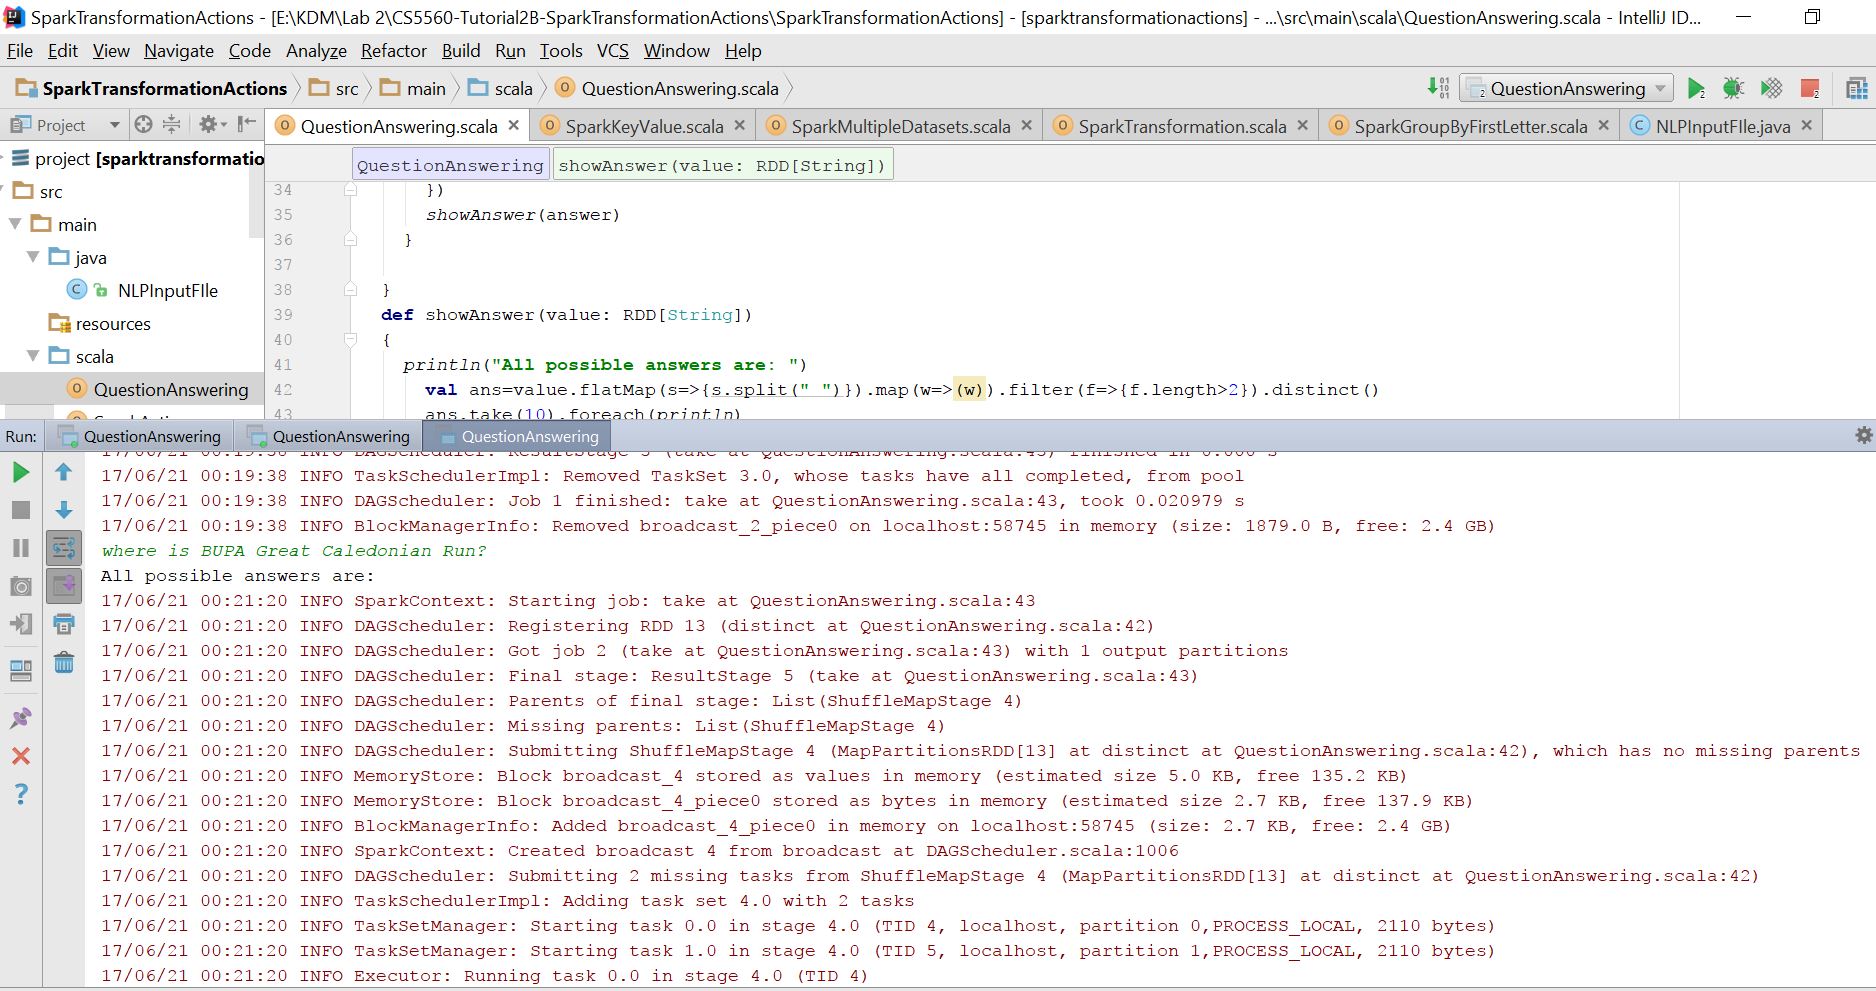 SparkTransformationActions - [E:\KDM\Lab 2\CS5560-Tutorial2B-SparkTransformationActions\SparkTransformationActions] - [sparktransformationactions] - ...\src\main\scala\QuestionAnswering.scala - IntelliJ ID...
File Edit View Navigate Code Analyze Refactor Build Run Tools VCS Window Help
SparkTransformationActions src main scala QuestionAnswering.scala QuestionAnswering
Project QuestionAnswering.scala SparkKeyValue.scala SparkMultipleDatasets.scala SparkTransformation.scala SparkGroupByFirstLetter.scala NLPInputFIle.java
project [sparktransformatio
src
main
java
NLPInputFIle
resources
scala
QuestionAnswering
QuestionAnswering showAnswer(value: RDD[String])
34 })
35 showAnswer(answer)
36 }
37
38 }
39 def showAnswer(value: RDD[String])
40 {
41 println("All possible answers are: ")
42 val ans=value.flatMap(s=>{s.split(" ")}).map(w=>(w)).filter(f=>{f.length>2}).distinct()
43 ans.take(10).foreach(println)
Run: QuestionAnswering QuestionAnswering QuestionAnswering
17/06/21 00:19:38 INFO DAGScheduler: ResultStage 3 (take at QuestionAnswering.scala:43) finished in 0.000 s
17/06/21 00:19:38 INFO TaskSchedulerImpl: Removed TaskSet 3.0, whose tasks have all completed, from pool
17/06/21 00:19:38 INFO DAGScheduler: Job 1 finished: take at QuestionAnswering.scala:43, took 0.020979 s
17/06/21 00:19:38 INFO BlockManagerInfo: Removed broadcast_2_piece0 on localhost:58745 in memory (size: 1879.0 B, free: 2.4 GB)
where is BUPA Great Caledonian Run?
All possible answers are:
17/06/21 00:21:20 INFO SparkContext: Starting job: take at QuestionAnswering.scala:43
17/06/21 00:21:20 INFO DAGScheduler: Registering RDD 13 (distinct at QuestionAnswering.scala:42)
17/06/21 00:21:20 INFO DAGScheduler: Got job 2 (take at QuestionAnswering.scala:43) with 1 output partitions
17/06/21 00:21:20 INFO DAGScheduler: Final stage: ResultStage 5 (take at QuestionAnswering.scala:43)
17/06/21 00:21:20 INFO DAGScheduler: Parents of final stage: List(ShuffleMapStage 4)
17/06/21 00:21:20 INFO DAGScheduler: Missing parents: List(ShuffleMapStage 4)
17/06/21 00:21:20 INFO DAGScheduler: Submitting ShuffleMapStage 4 (MapPartitionsRDD[13] at distinct at QuestionAnswering.scala:42), which has no missing parents
17/06/21 00:21:20 INFO MemoryStore: Block broadcast_4 stored as values in memory (estimated size 5.0 KB, free 135.2 KB)
17/06/21 00:21:20 INFO MemoryStore: Block broadcast_4_piece0 stored as bytes in memory (estimated size 2.7 KB, free 137.9 KB)
17/06/21 00:21:20 INFO BlockManagerInfo: Added broadcast_4_piece0 in memory on localhost:58745 (size: 2.7 KB, free: 2.4 GB)
17/06/21 00:21:20 INFO SparkContext: Created broadcast 4 from broadcast at DAGScheduler.scala:1006
17/06/21 00:21:20 INFO DAGScheduler: Submitting 2 missing tasks from ShuffleMapStage 4 (MapPartitionsRDD[13] at distinct at QuestionAnswering.scala:42)
17/06/21 00:21:20 INFO TaskSchedulerImpl: Adding task set 4.0 with 2 tasks
17/06/21 00:21:20 INFO TaskSetManager: Starting task 0.0 in stage 4.0 (TID 4, localhost, partition 0,PROCESS_LOCAL, 2110 bytes)
17/06/21 00:21:20 INFO TaskSetManager: Starting task 1.0 in stage 4.0 (TID 5, localhost, partition 1,PROCESS_LOCAL, 2110 bytes)
17/06/21 00:21:20 INFO Executor: Running task 0.0 in stage 4.0 (TID 4)